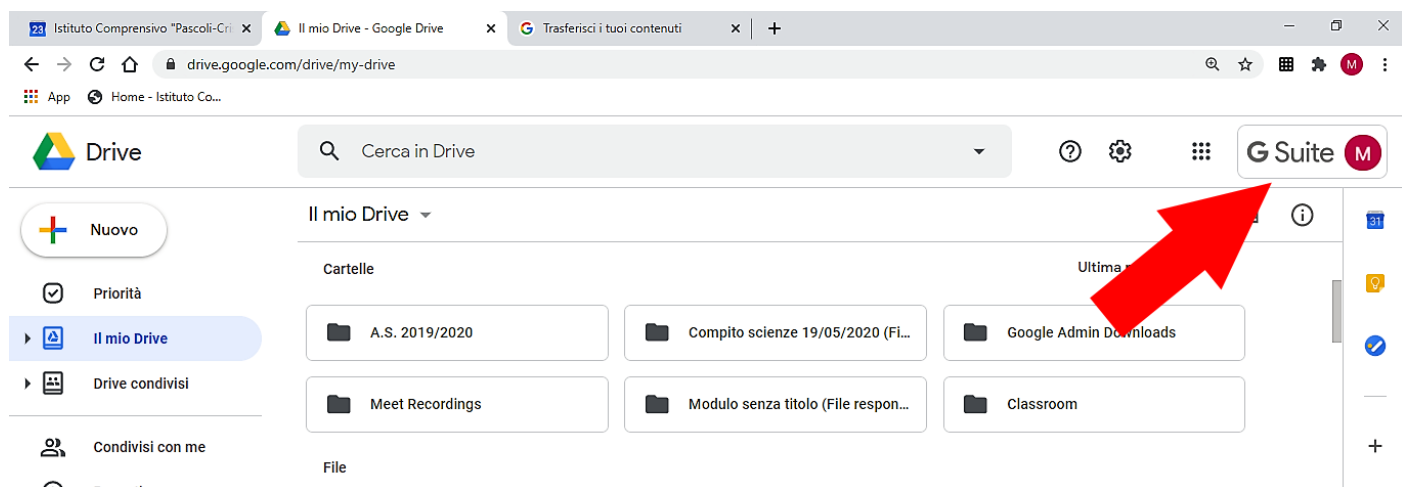 23 Istituto Comprensivo "Pascoli-Cri
Il mio Drive - Google Drive
G Trasferisci i tuoi contenuti
drive.google.com/drive/my-drive
M
App Home - Istituto Co...
Drive
Cerca in Drive
G Suite M
Nuovo
Il mio Drive
31
Cartelle
Ultima
Priorità
A.S. 2019/2020
Compito scienze 19/05/2020 (Fi...
Google Admin Downloads
Il mio Drive
Drive condivisi
Meet Recordings
Modulo senza titolo (File respon...
Classroom
Condivisi con me
File